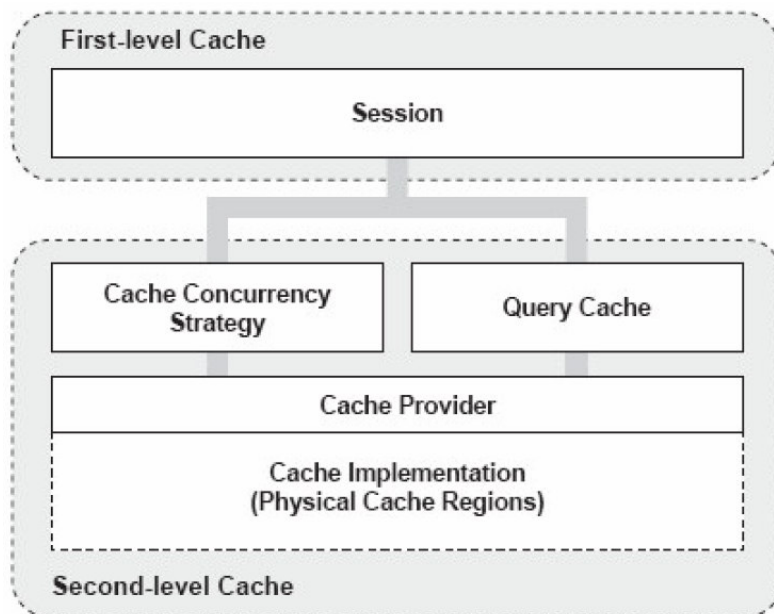 First-level Cache
Session
Cache Concurrency
Strategy
Query Cache
Cache Provider
Cache Implementation
(Physical Cache Regions)
Second-level Cache